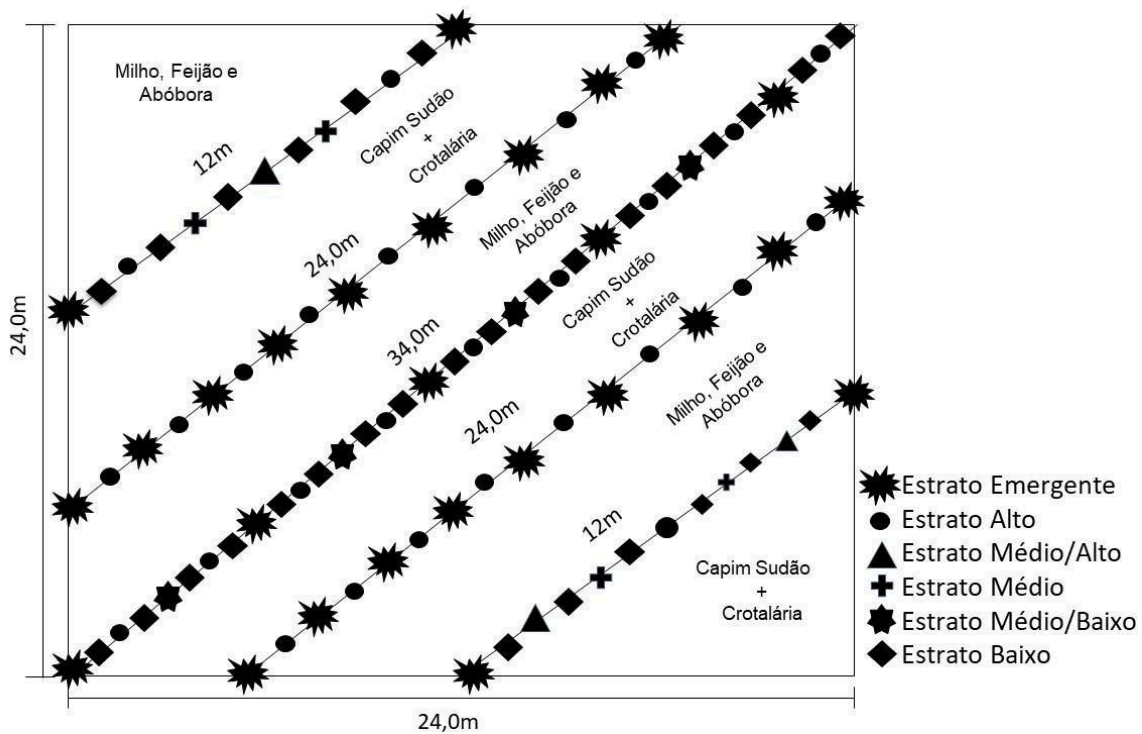 Milho, Feijão e
Abóbora
12m
Capim Sudão
+
Crotalária
24,0m
Milho, Feijão e
Abóbora
24,0m
34,0m
Capim Sudão
+
Crotalária
24,0m
Milho, Feijão e
Abóbora
12m
Capim Sudão
+
Crotalária
24,0m
Estrato Emergente
Estrato Alto
Estrato Médio/Alto
Estrato Médio
Estrato Médio/Baixo
Estrato Baixo